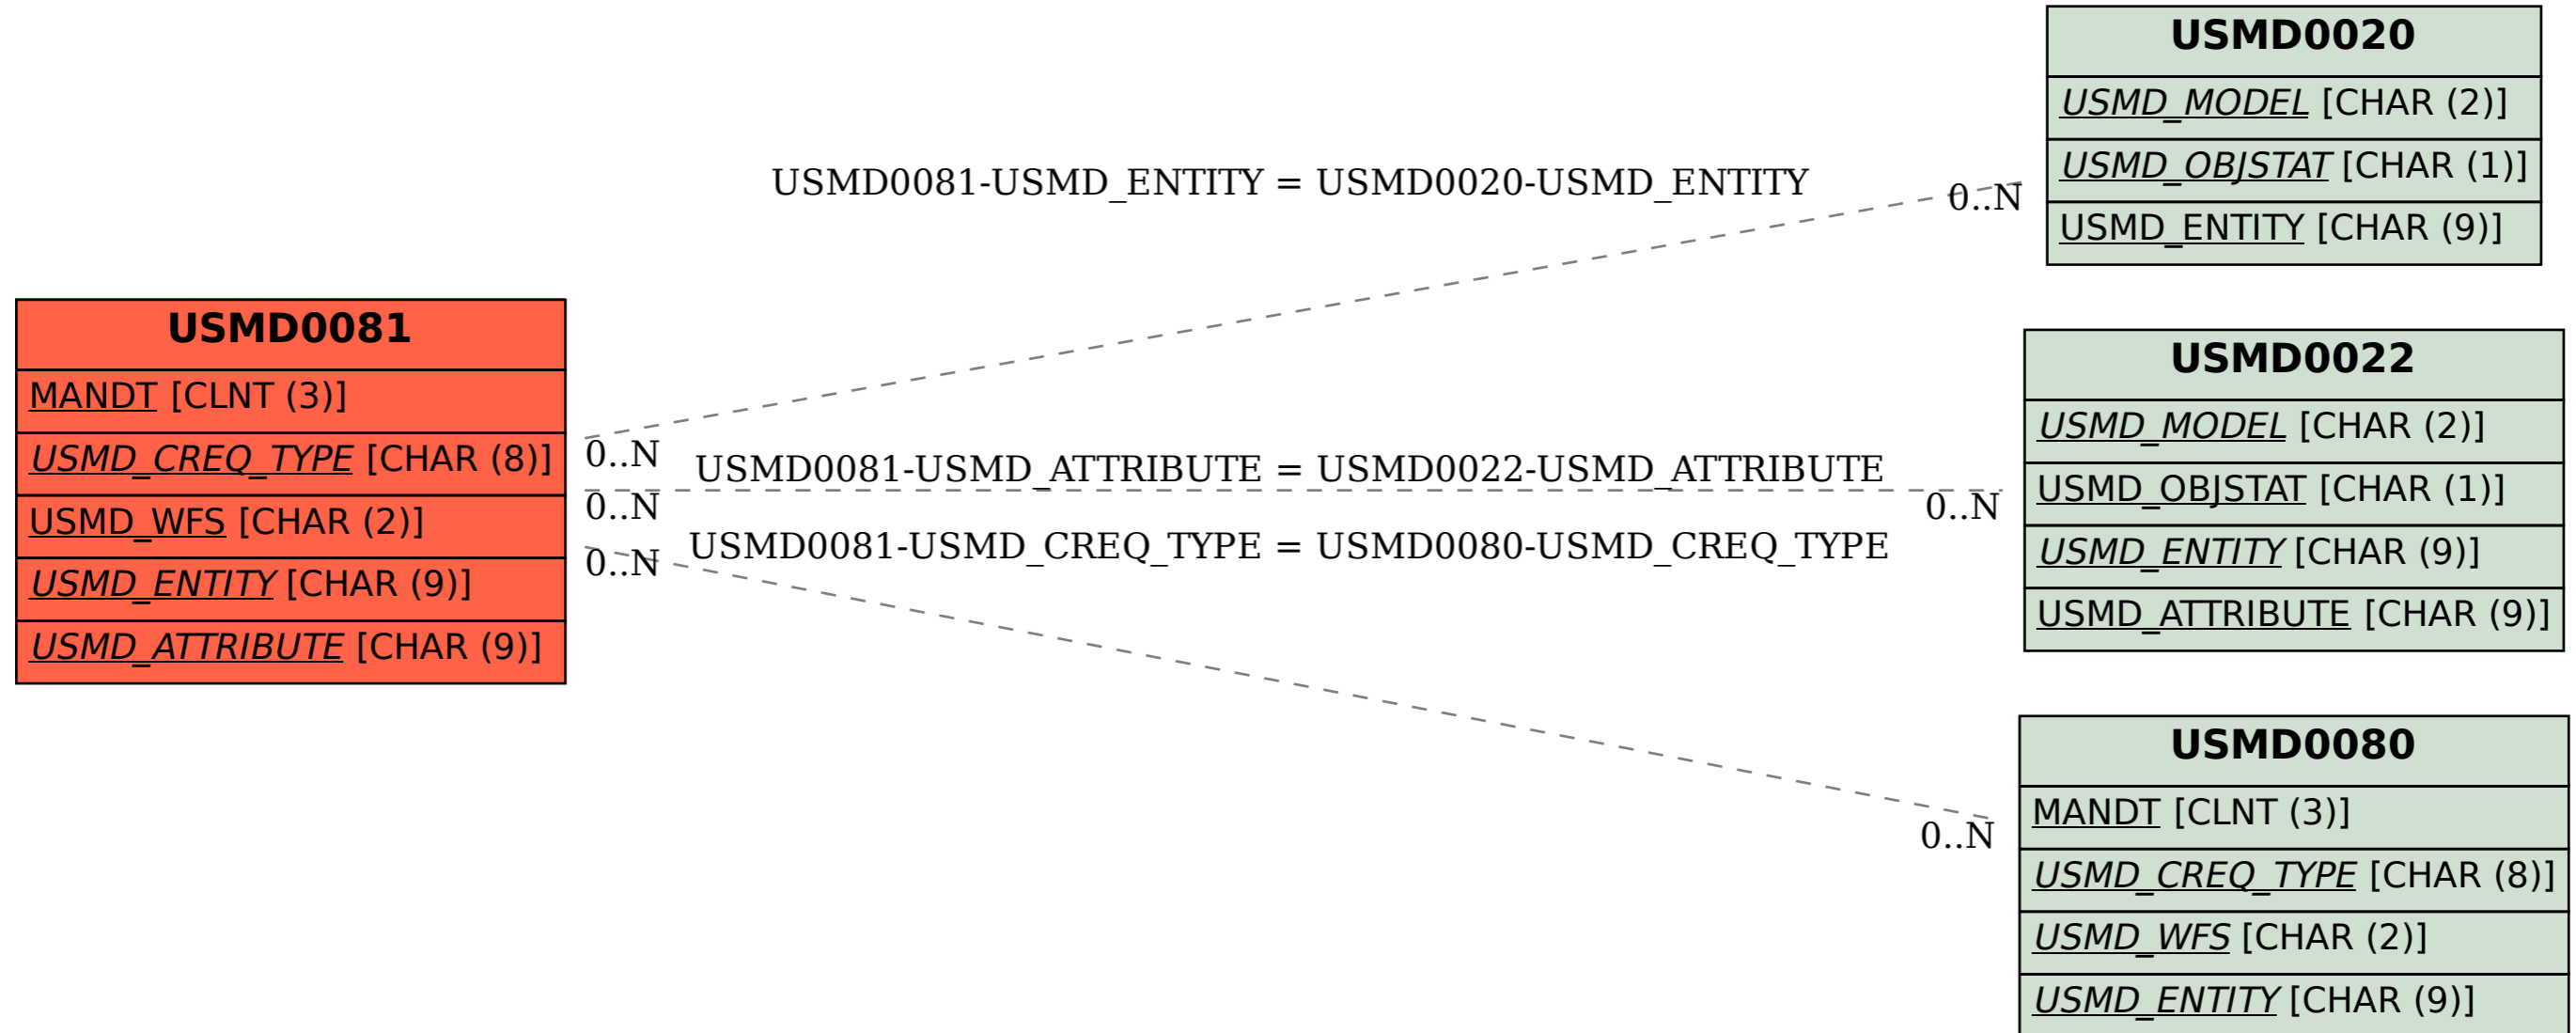 USMD0020
USMD_MODEL [CHAR (2)]
USMD_OBJSTAT [CHAR (1)]
USMD_ENTITY [CHAR (9)]
USMD0081-USMD_ENTITY = USMD0020-USMD_ENTITY
0..N
USMD0081
MANDT [CLNT (3)]
USMD_CREQ_TYPE [CHAR (8)]
USMD_WFS [CHAR (2)]
USMD_ENTITY [CHAR (9)]
USMD_ATTRIBUTE [CHAR (9)]
0..N
USMD0081-USMD_ATTRIBUTE = USMD0022-USMD_ATTRIBUTE
0..N
0..N
USMD0081-USMD_CREQ_TYPE = USMD0080-USMD_CREQ_TYPE
0..N
USMD0022
USMD_MODEL [CHAR (2)]
USMD_OBJSTAT [CHAR (1)]
USMD_ENTITY [CHAR (9)]
USMD_ATTRIBUTE [CHAR (9)]
0..N
USMD0080
MANDT [CLNT (3)]
USMD_CREQ_TYPE [CHAR (8)]
USMD_WFS [CHAR (2)]
USMD_ENTITY [CHAR (9)]